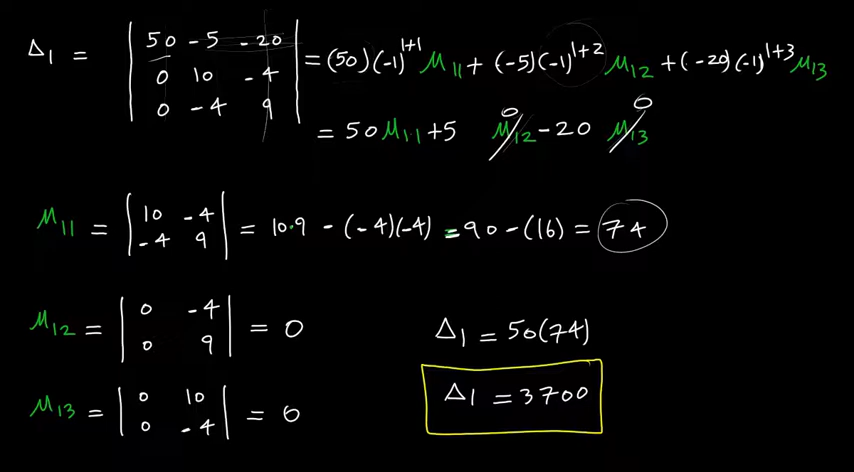 Δ₁ = | 50 -5 -20 | = (50)(-1)¹⁺¹ M₁₁ + (-5)(-1)¹⁺² M₁₂ + (-20)(-1)¹⁺³ M₁₃
| 0 10 -4 |
| 0 -4 9 |
= 50 M₁₁ + 5 M₁₂ 0 - 20 M₁₃ 0
M₁₁ = | 10 -4 | = 10·9 - (-4)(-4) = 90 - (16) = 74
| -4 9 |
M₁₂ = | 0 -4 | = 0
| 0 9 |
Δ₁ = 50(74)
Δ₁ = 3700
M₁₃ = | 0 10 | = 0
| 0 -4 |